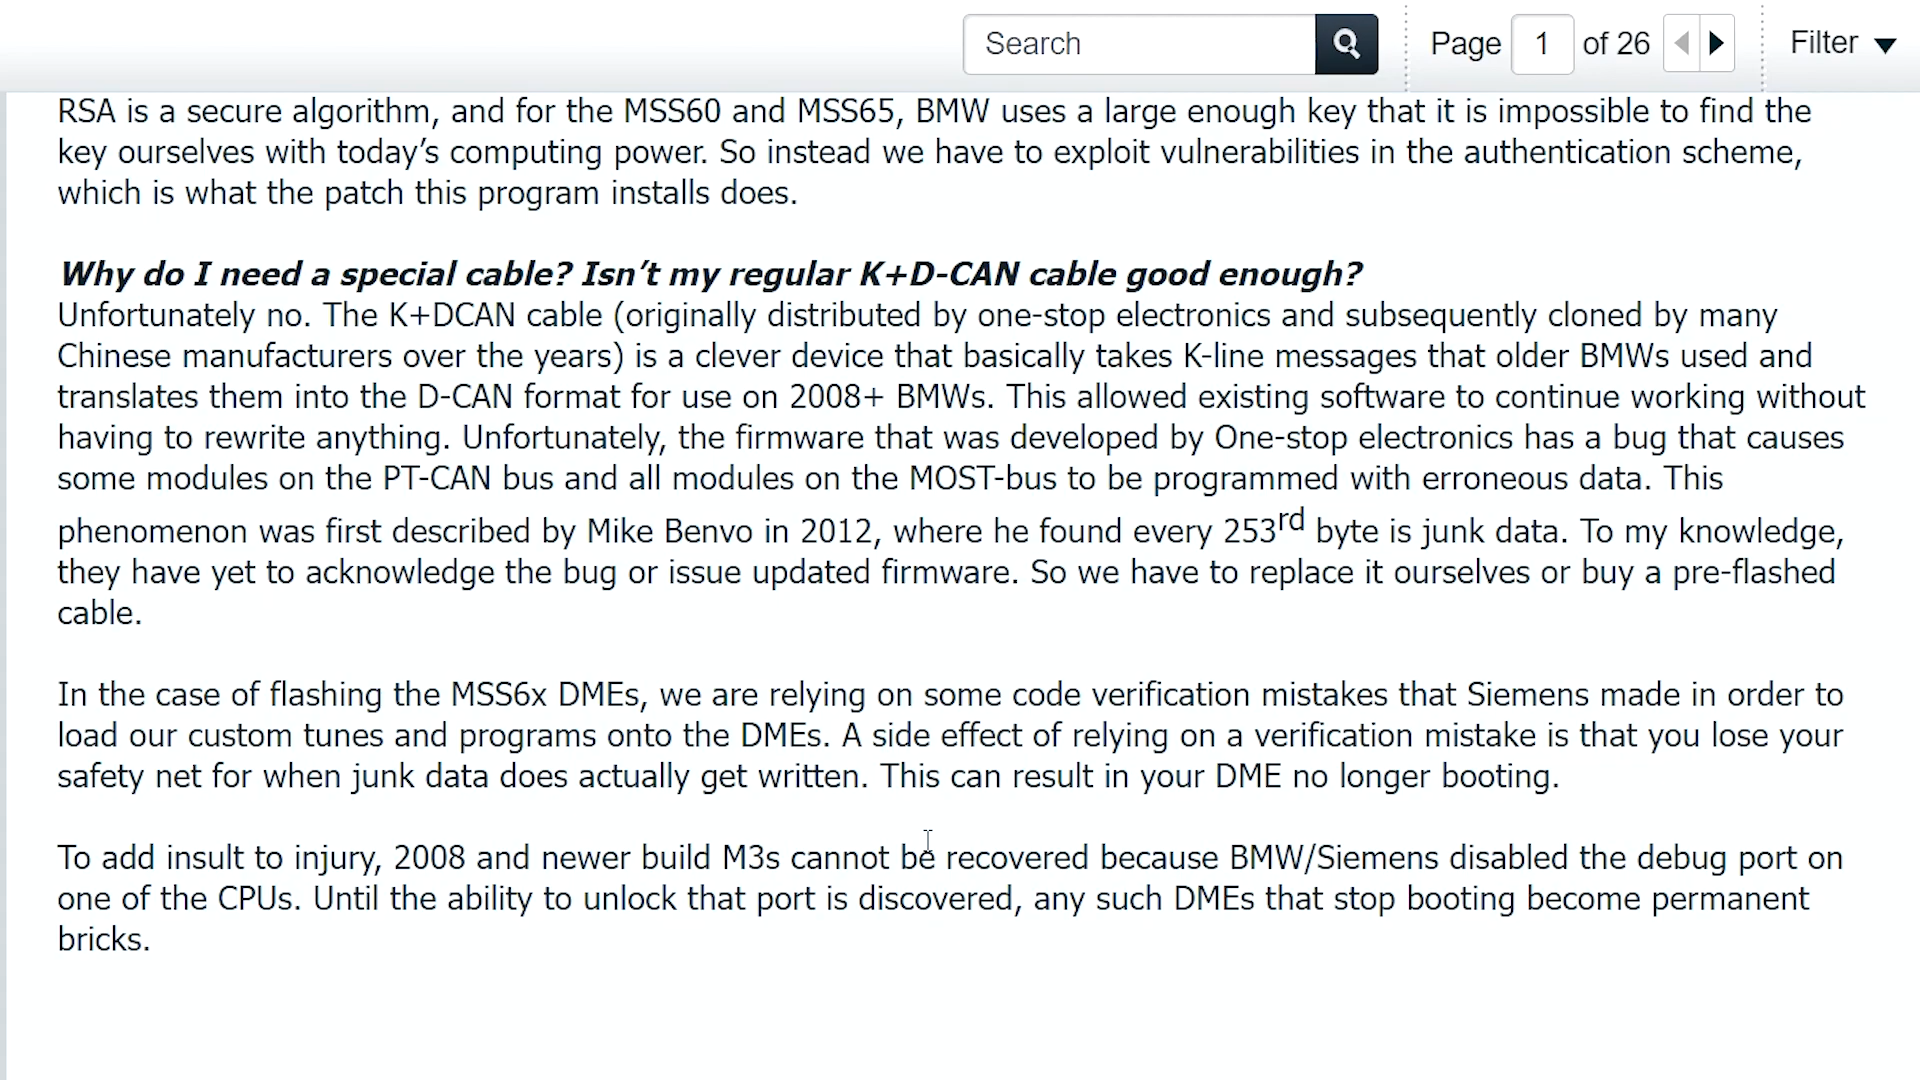 Search
Page 1 of 26
Filter
RSA is a secure algorithm, and for the MSS60 and MSS65, BMW uses a large enough key that it is impossible to find the
key ourselves with today’s computing power. So instead we have to exploit vulnerabilities in the authentication scheme,
which is what the patch this program installs does.
Why do I need a special cable? Isn’t my regular K+D-CAN cable good enough?
Unfortunately no. The K+DCAN cable (originally distributed by one-stop electronics and subsequently cloned by many
Chinese manufacturers over the years) is a clever device that basically takes K-line messages that older BMWs used and
translates them into the D-CAN format for use on 2008+ BMWs. This allowed existing software to continue working without
having to rewrite anything. Unfortunately, the firmware that was developed by One-stop electronics has a bug that causes
some modules on the PT-CAN bus and all modules on the MOST-bus to be programmed with erroneous data. This
phenomenon was first described by Mike Benvo in 2012, where he found every 253rd byte is junk data. To my knowledge,
they have yet to acknowledge the bug or issue updated firmware. So we have to replace it ourselves or buy a pre-flashed
cable.
In the case of flashing the MSS6x DMEs, we are relying on some code verification mistakes that Siemens made in order to
load our custom tunes and programs onto the DMEs. A side effect of relying on a verification mistake is that you lose your
safety net for when junk data does actually get written. This can result in your DME no longer booting.
To add insult to injury, 2008 and newer build M3s cannot be recovered because BMW/Siemens disabled the debug port on
one of the CPUs. Until the ability to unlock that port is discovered, any such DMEs that stop booting become permanent
bricks.